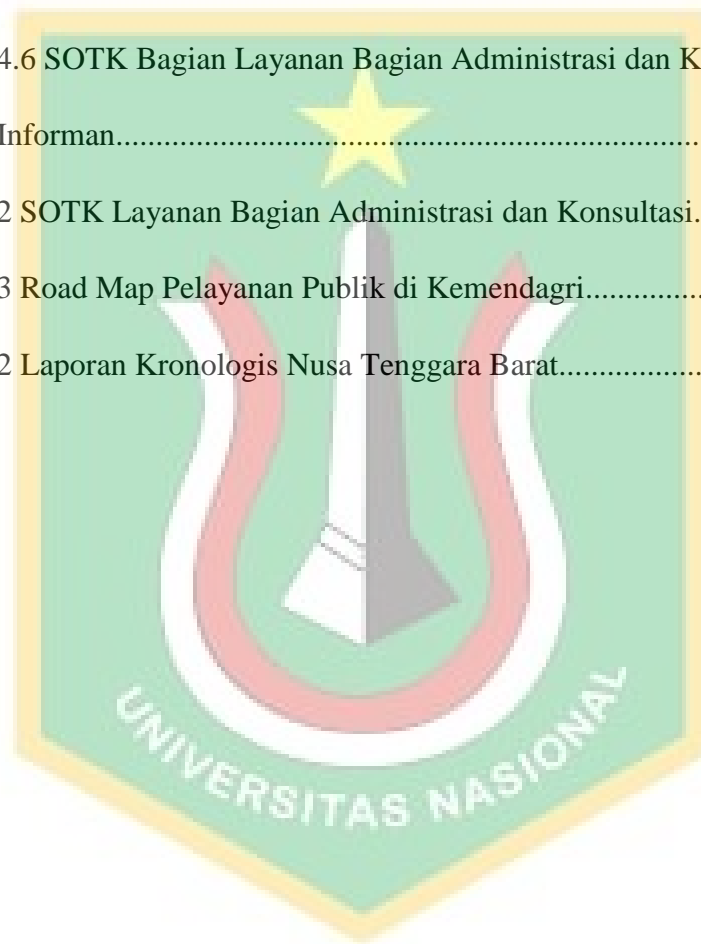 4.6 SOTK Bagian Layanan Bagian Administrasi dan K
Informan........................................................................
2 SOTK Layanan Bagian Administrasi dan Konsultasi.
3 Road Map Pelayanan Publik di Kemendagri...............
2 Laporan Kronologis Nusa Tenggara Barat..................
UNIVERSITAS NASIONAL